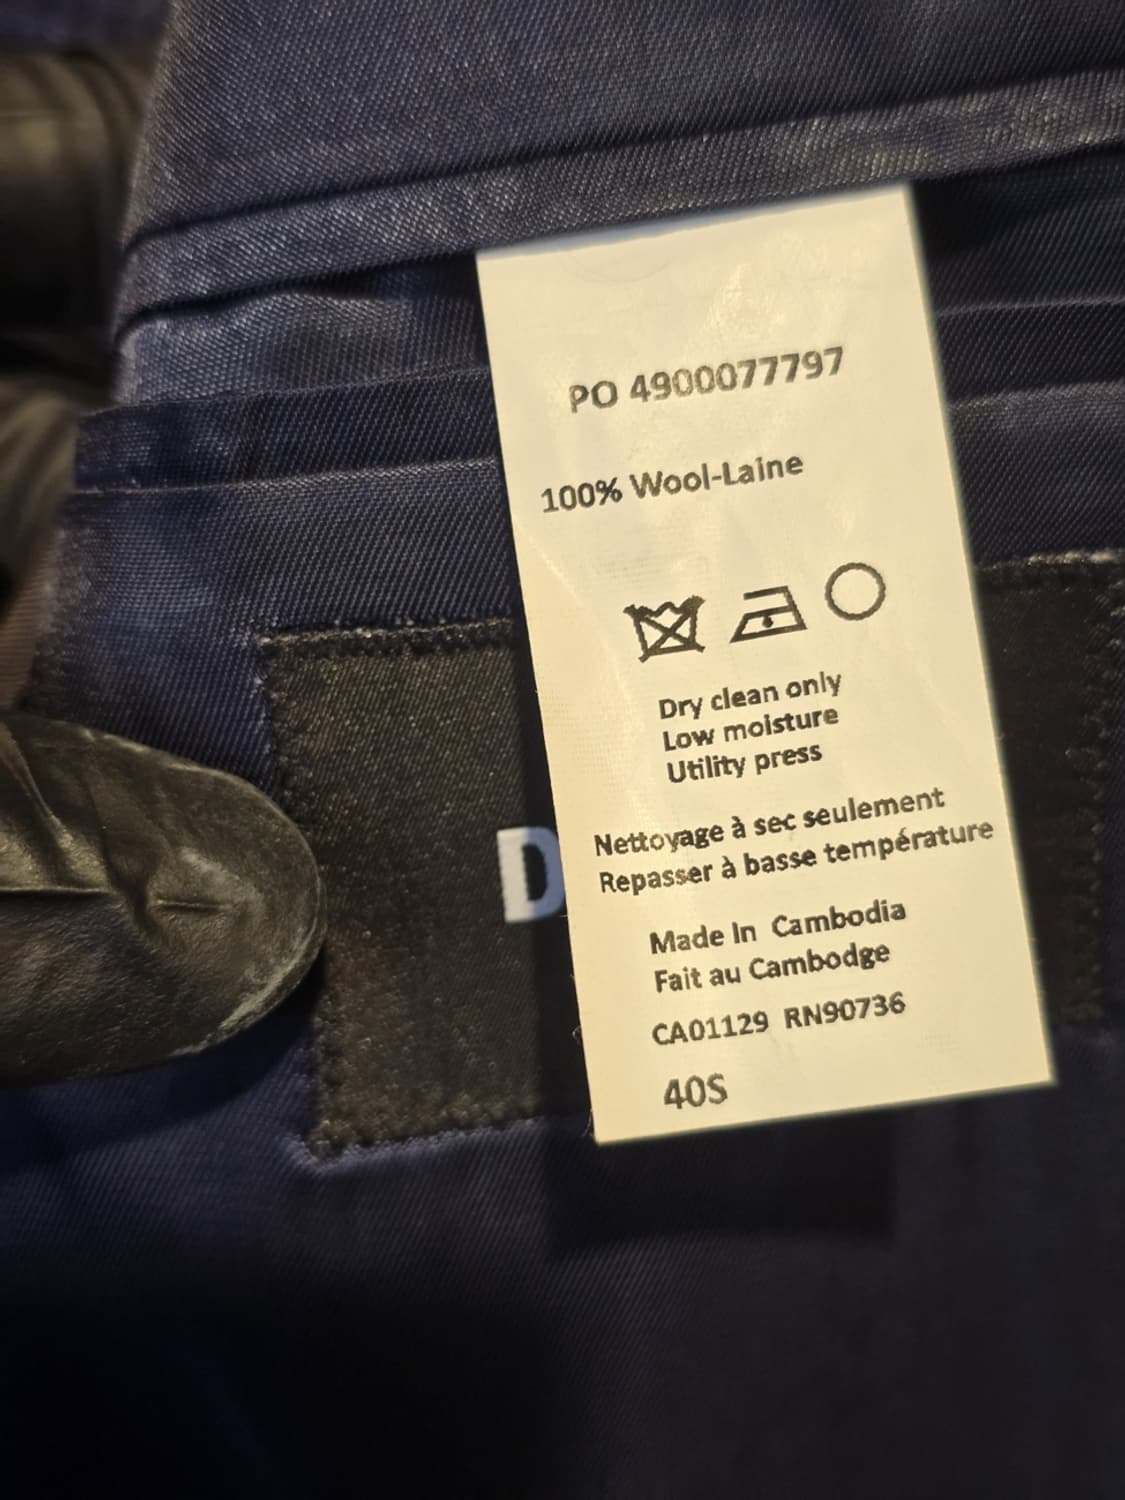 PO 4900077797
100% Wool-Laine
Dry clean only
Low moisture
Utility press
D
Nettoyage à sec seulement
Repasser à basse température
Made In Cambodia
Fait au Cambodge
CA01129 RN90736
40S